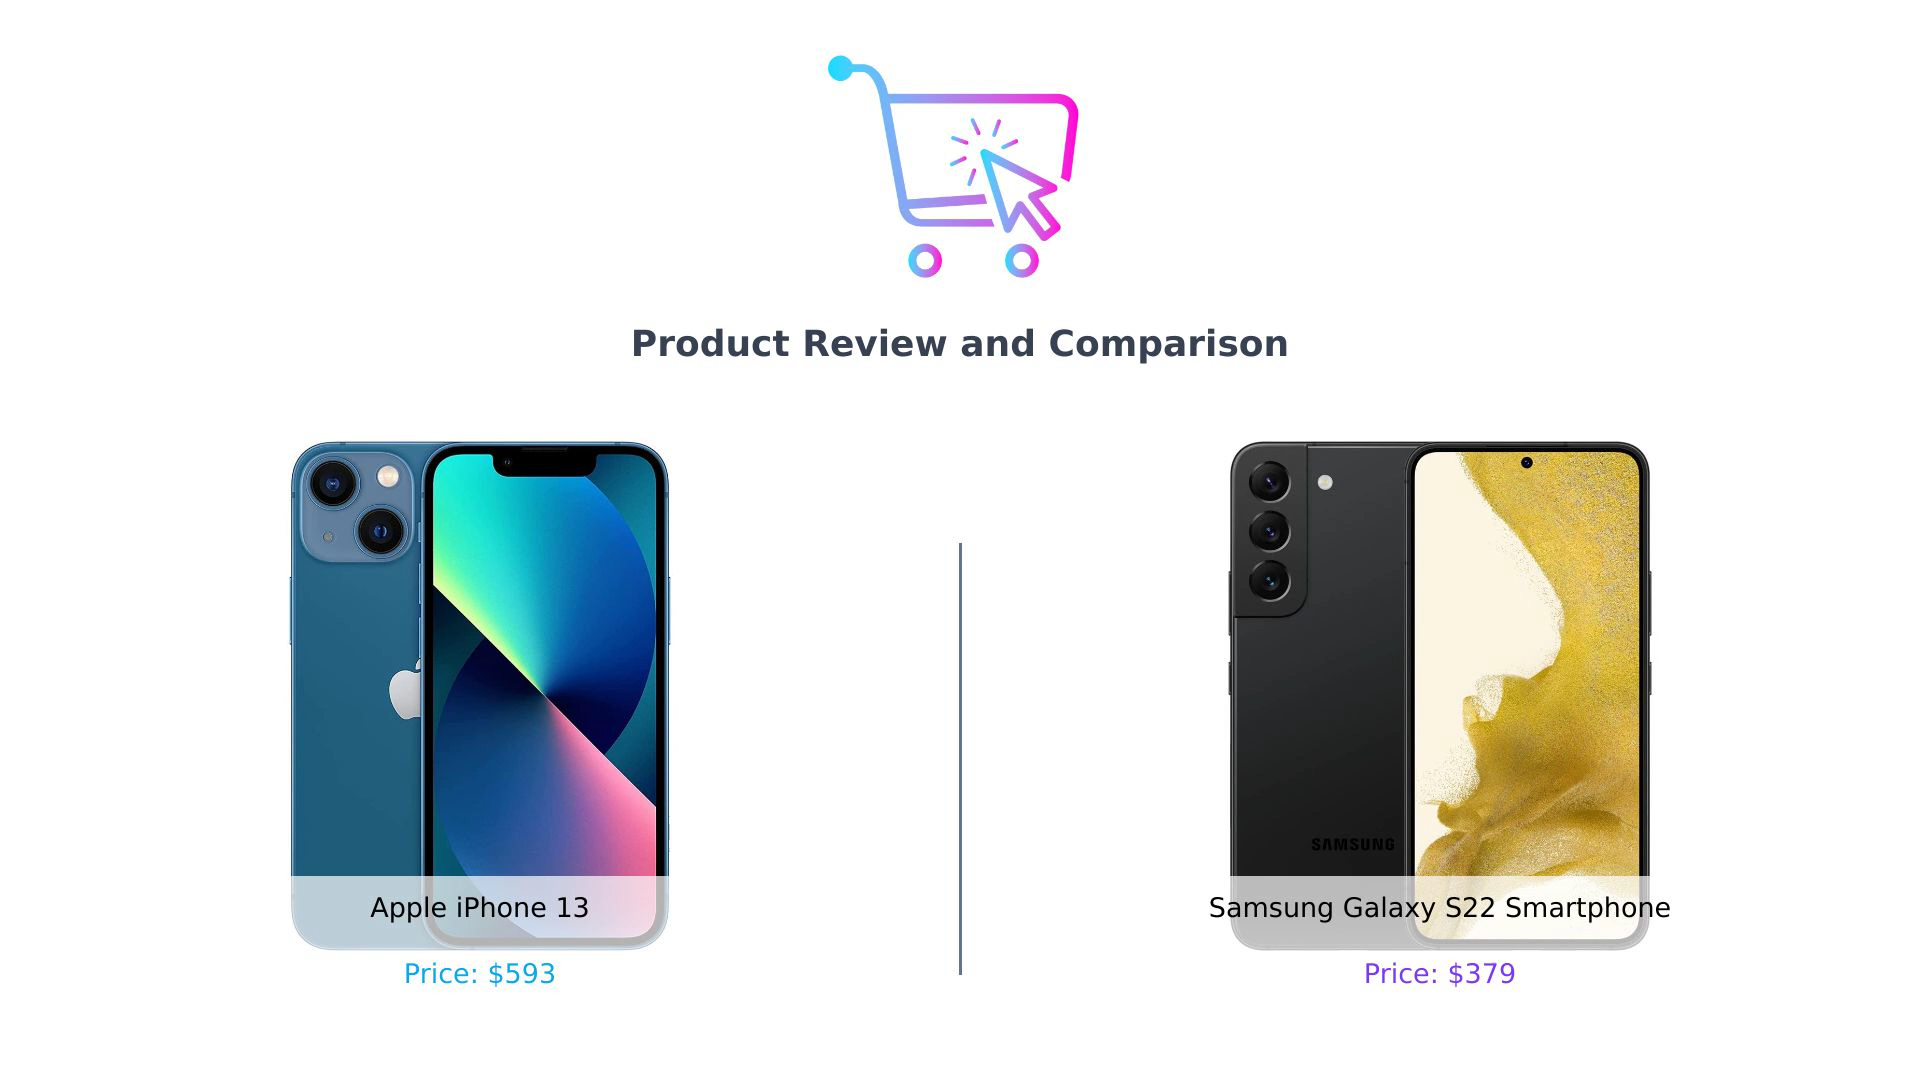 Product Review and Comparison
SAMSUNG
Apple iPhone 13
Samsung Galaxy S22 Smartphone
Price: $593
Price: $379